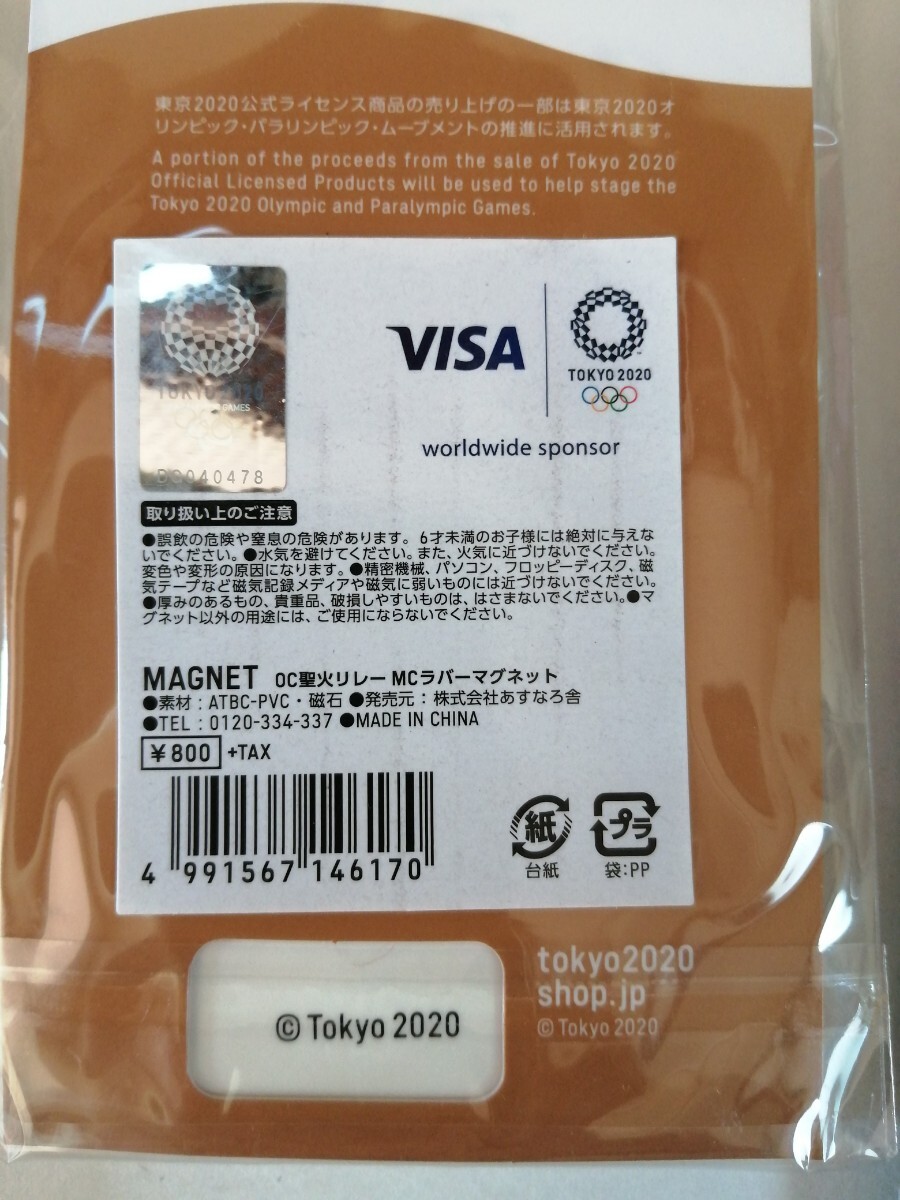 東京2020公式ライセンス商品の売り上げの一部は東京2020オ
リンピック・パラリンピック・ムーブメントの推進に活用されます。
A portion of the proceeds from the sale of Tokyo 2020
Official Licensed Products will be used to help stage the
Tokyo 2020 Olympic and Paralympic Games.
TOKYO 2020
GAMES
040478
VISA
TOKYO 2020
worldwide sponsor
取り扱い上のご注意
●誤飲の危険や窒息の危険があります。6才未満のお子様には絶対に与えな
いでください。●水気を避けてください。また、火気に近づけないでください。
変色や変形の原因になります。●精密機械、パソコン、フロッピーディスク、磁
気テープなど磁気記録メディアや磁気に弱いものには近づけないでください。
●厚みのあるもの、貴重品、破損しやすいものは、はさまないでください。●マ
グネット以外の用途には、ご使用にならないでください。
MAGNET OC聖火リレー MCラバーマグネット
●素材：ATBC-PVC・磁石 ●発売元：株式会社あすなろ舎
●TEL：0120-334-337 ●MADE IN CHINA
¥800 +TAX
4 991567 146170
紙
台紙
プラ
袋:PP
tokyo2020
shop.jp
© Tokyo 2020
© Tokyo 2020